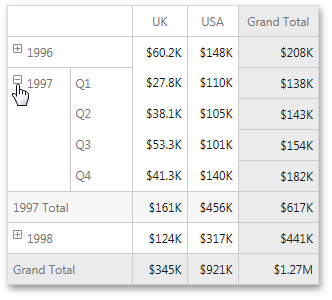 UK USA Grand Total
1996 $60.2K $148K $208K
1997 Q1 $27.8K $110K $138K
Q2 $38.1K $105K $143K
Q3 $53.3K $101K $154K
Q4 $41.3K $140K $182K
1997 Total $161K $456K $617K
1998 $124K $317K $441K
Grand Total $345K $921K $1.27M